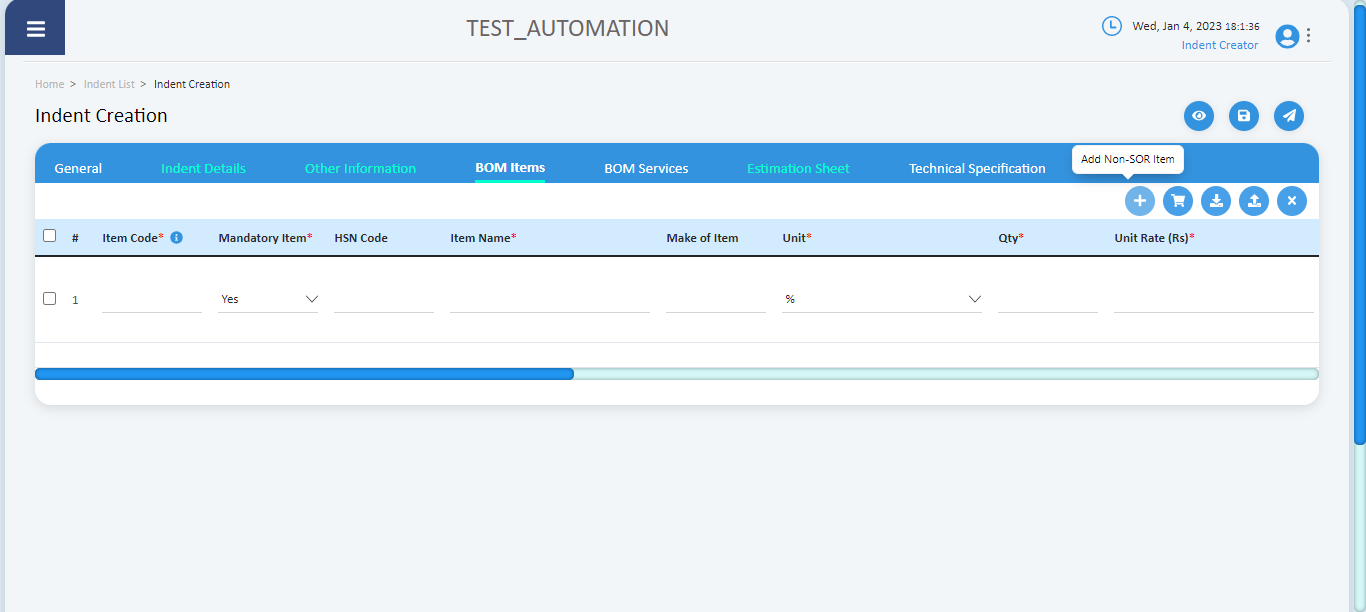 TEST_AUTOMATION
Wed, Jan 4, 2023 18:1:36
Indent Creator
Home > Indent List > Indent Creation
Indent Creation
General Indent Details Other Information BOM Items BOM Services Estimation Sheet Technical Specification
Add Non-SOR Item
# Item Code* Mandatory Item* HSN Code Item Name* Make of Item Unit* Qty* Unit Rate (Rs)*
1 Yes %